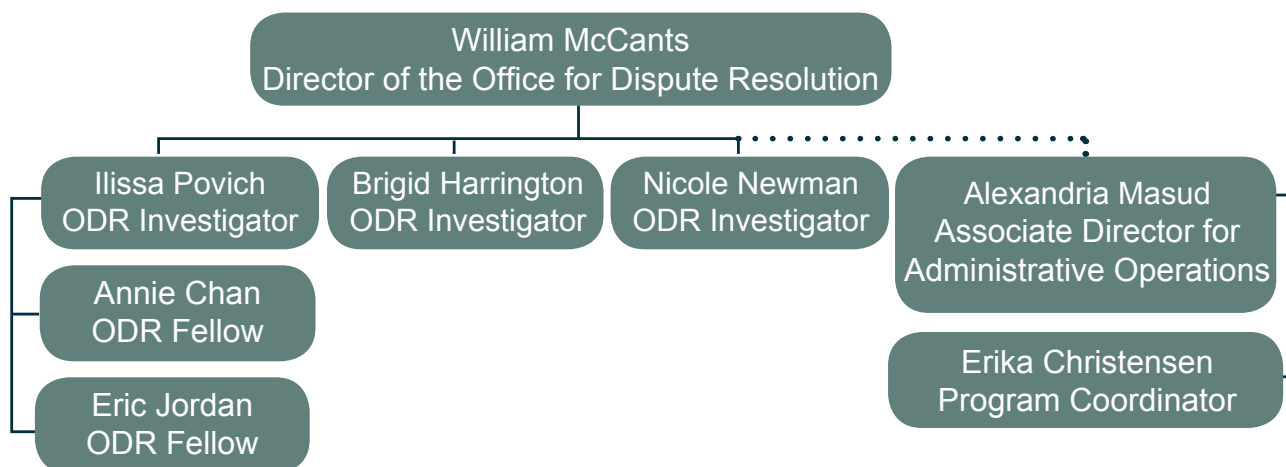 William McCants
Director of the Office for Dispute Resolution
Ilissa Povich
ODR Investigator
Brigid Harrington
ODR Investigator
Nicole Newman
ODR Investigator
Alexandria Masud
Associate Director for
Administrative Operations
Annie Chan
ODR Fellow
Erika Christensen
Program Coordinator
Eric Jordan
ODR Fellow